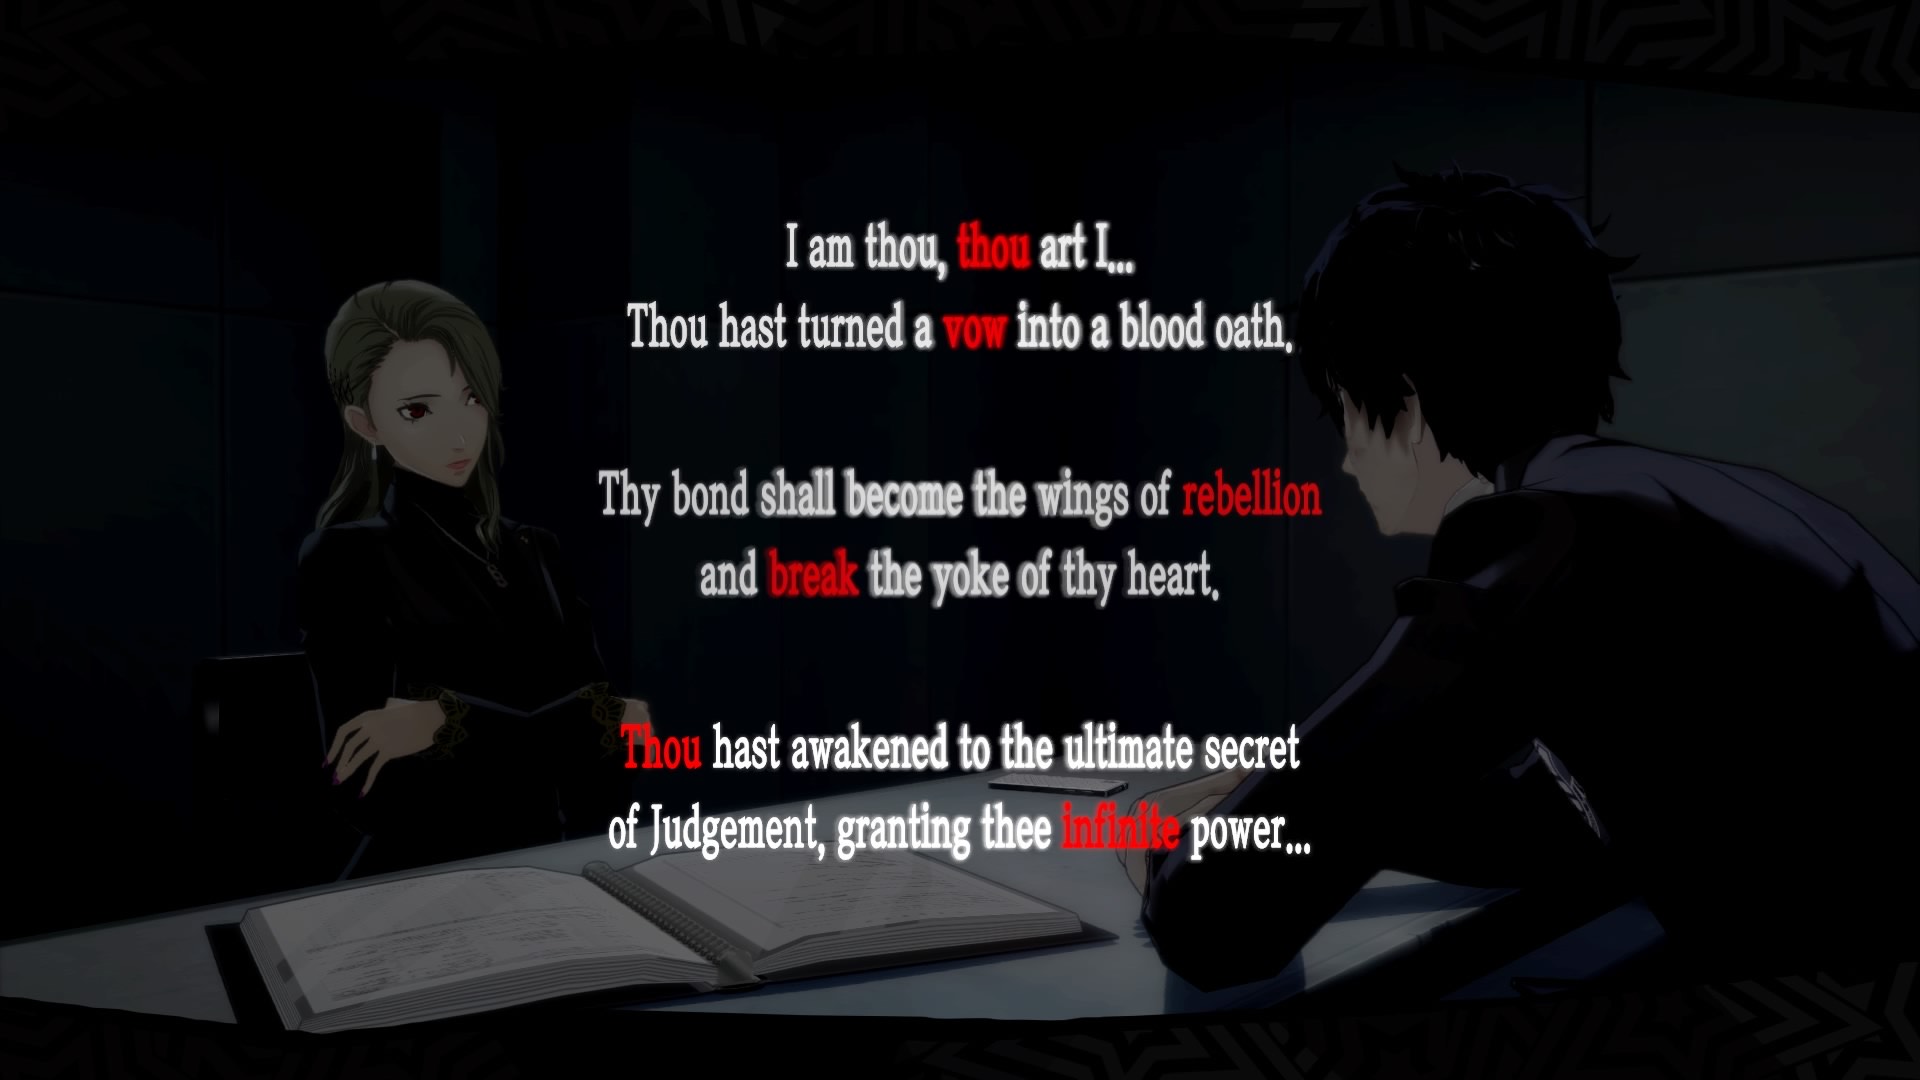 I am thou, thou art I...
Thou hast turned a vow into a blood oath.
Thy bond shall become the wings of rebellion
and break the yoke of thy heart.
Thou hast awakened to the ultimate secret
of Judgement, granting thee infinite power...